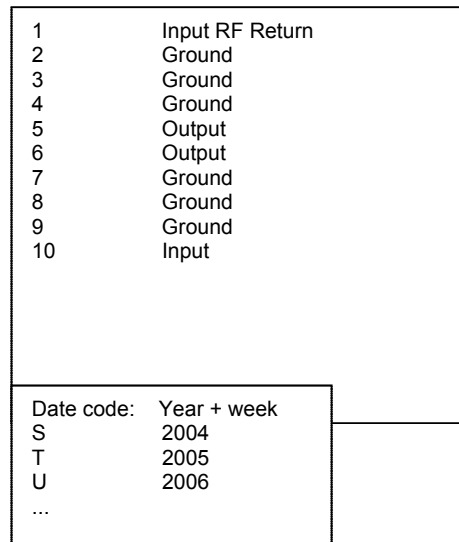 1 Input RF Return
2 Ground
3 Ground
4 Ground
5 Output
6 Output
7 Ground
8 Ground
9 Ground
10 Input
Date code: Year + week
S 2004
T 2005
U 2006
...